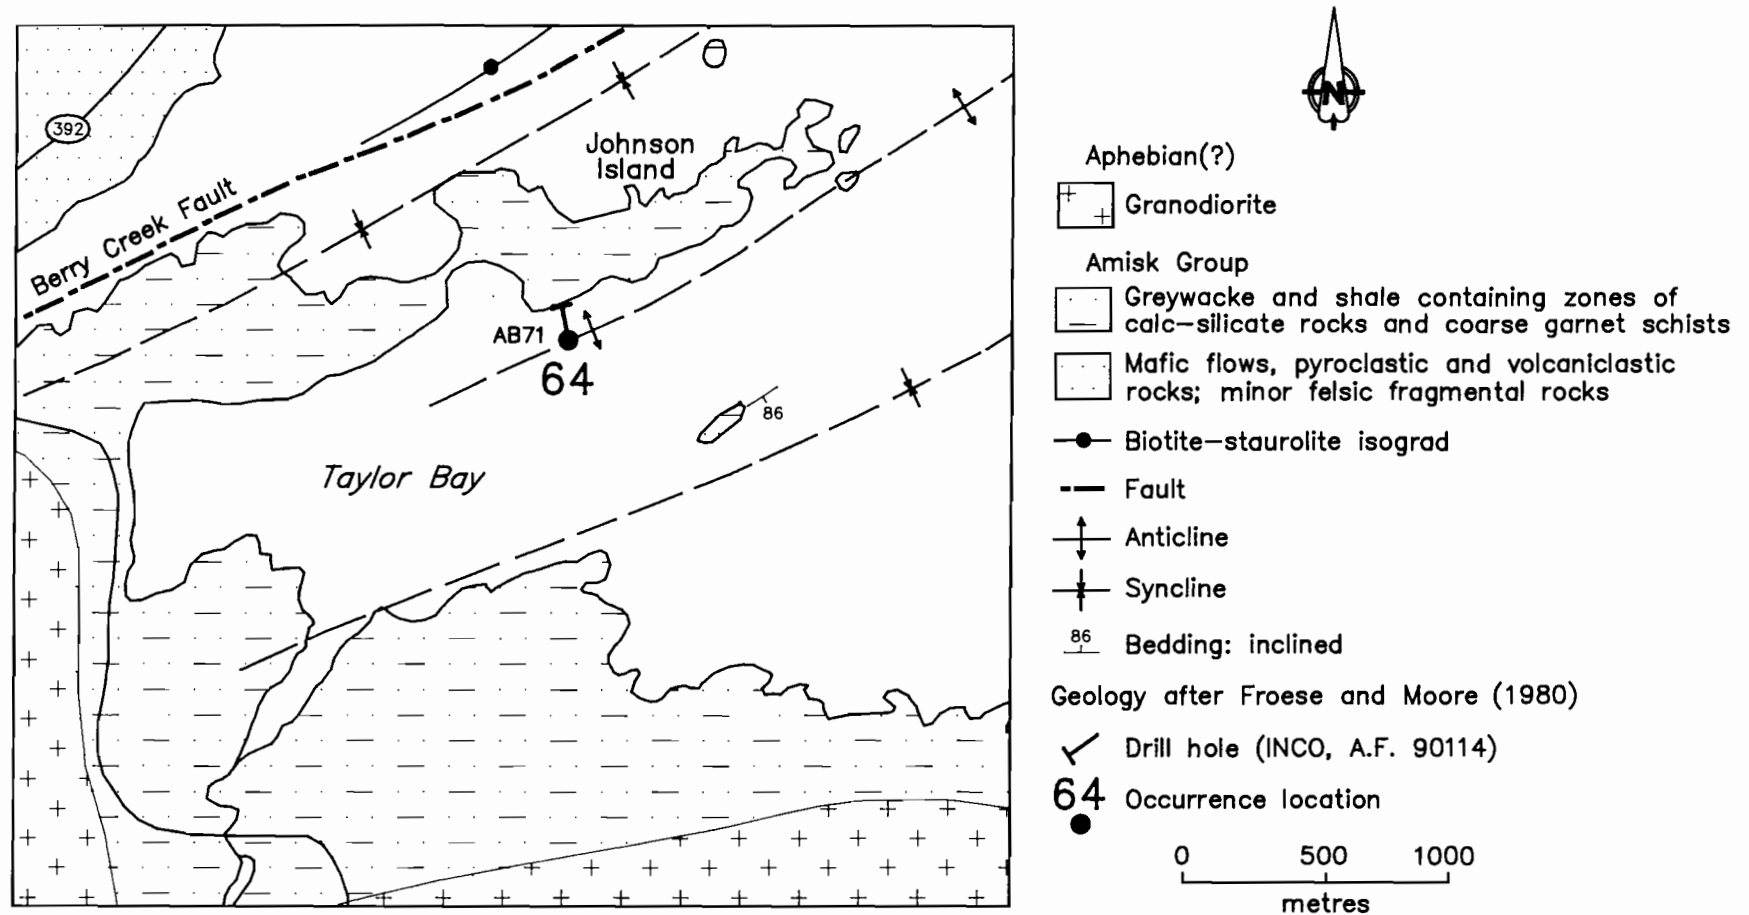 392
Berry Creek Fault
Johnson
Island
AB71
64
86
Taylor Bay
N
Aphebian(?)
Granodiorite
Amisk Group
Greywacke and shale containing zones of
calc-silicate rocks and coarse garnet schists
Mafic flows, pyroclastic and volcaniclastic
rocks; minor felsic fragmental rocks
Biotite-staurolite isograd
Fault
Anticline
Syncline
86 Bedding: inclined
Geology after Froese and Moore (1980)
Drill hole (INCO, A.F. 90114)
64 Occurrence location
0 500 1000
metres